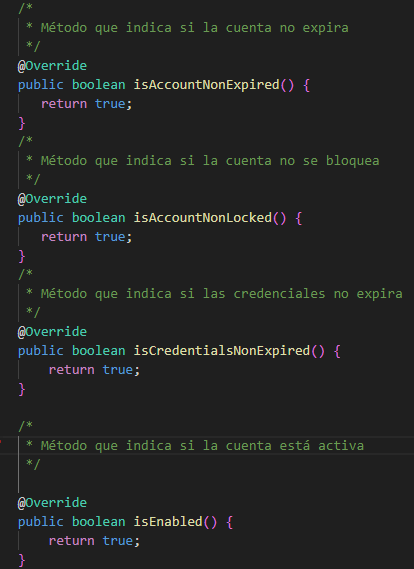 /*
 * Método que indica si la cuenta no expira
 */
@Override
public boolean isAccountNonExpired() {
   return true;
}
/*
 * Método que indica si la cuenta no se bloquea
 */
@Override
public boolean isAccountNonLocked() {
   return true;
}
/*
 * Método que indica si las credenciales no expira
 */
@Override
public boolean isCredentialsNonExpired() {
    return true;
}
/*
 * Método que indica si la cuenta está activa
 */
@Override
public boolean isEnabled() {
    return true;
}